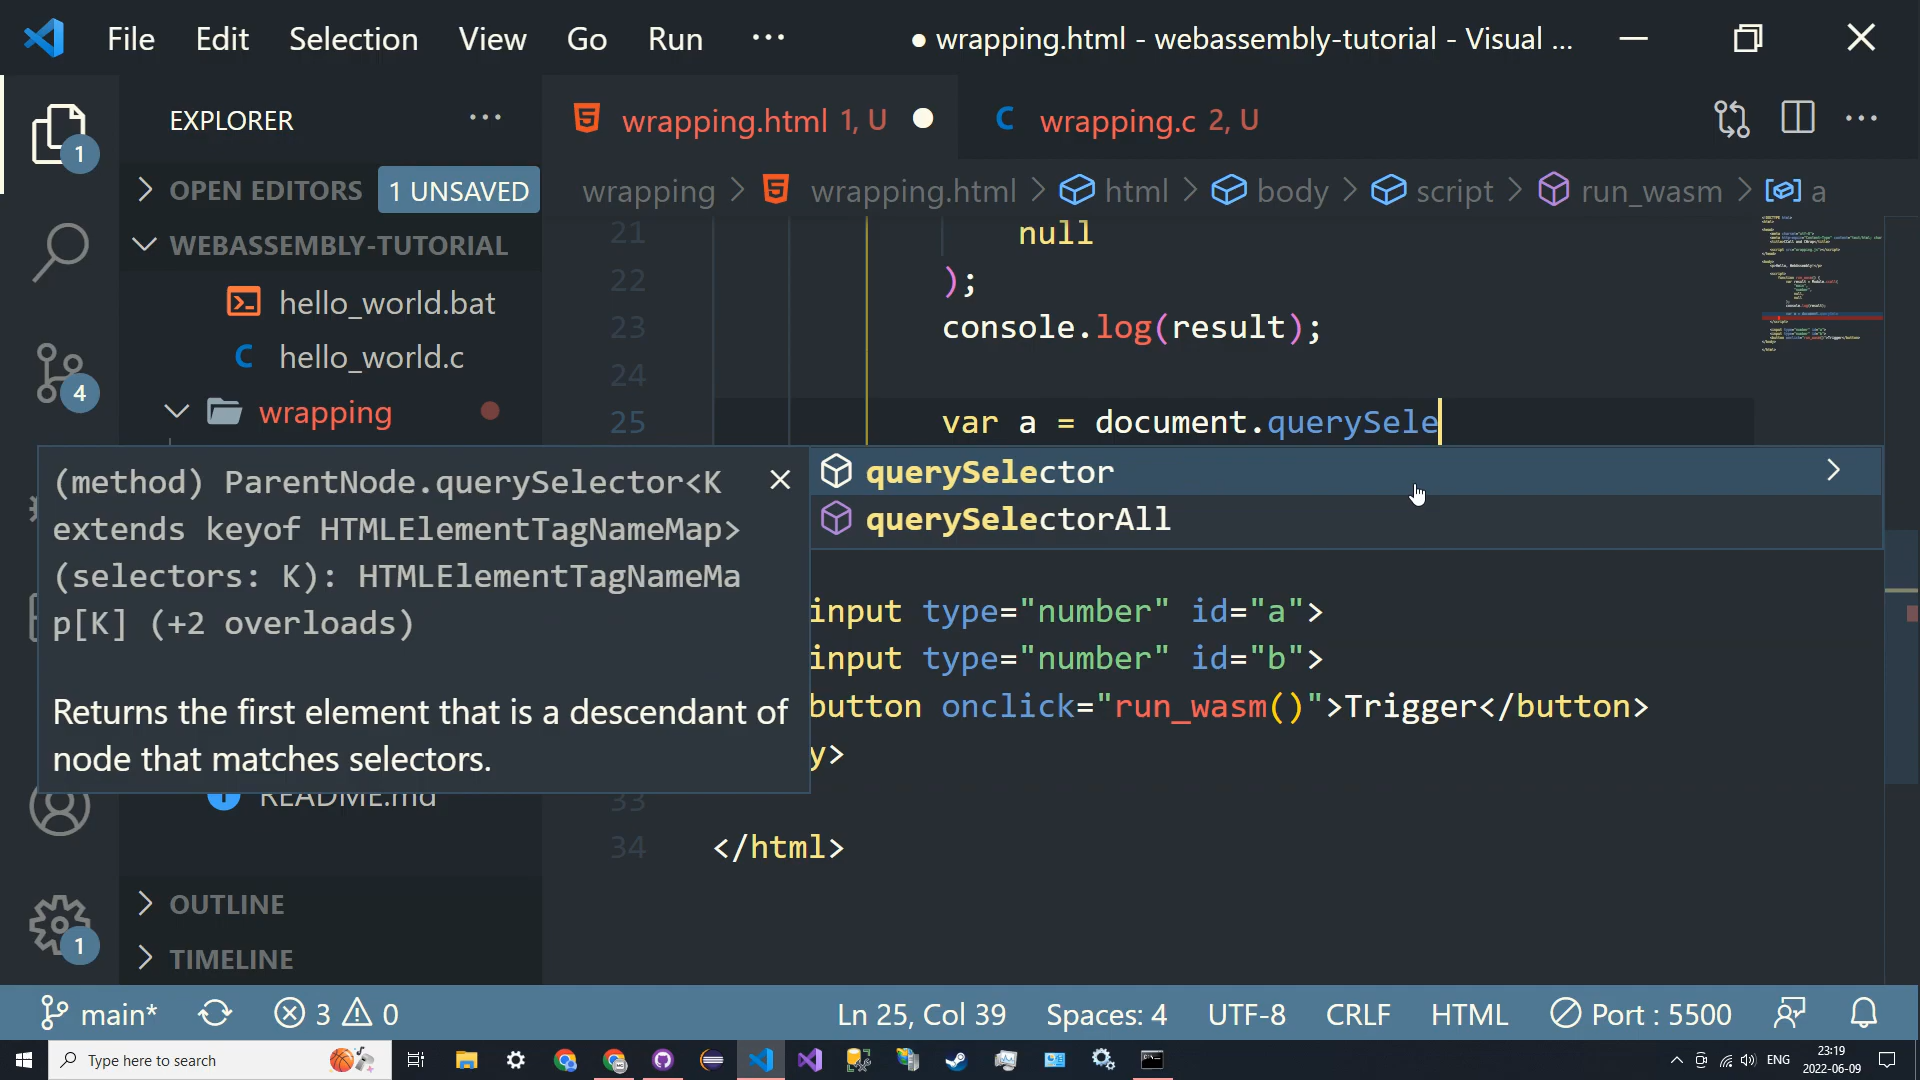 File Edit Selection View Go Run ···
● wrapping.html - webassembly-tutorial - Visual ...
EXPLORER
1
OPEN EDITORS 1 UNSAVED
WEBASSEMBLY-TUTORIAL
hello_world.bat
hello_world.c
4
wrapping
README.md
OUTLINE
TIMELINE
1
wrapping.html 1, U ●
wrapping.c 2, U
wrapping > wrapping.html > html > body > script > run_wasm > a
21 null
22 );
23 console.log(result);
24
25 var a = document.querySele
querySelector
querySelectorAll
(method) ParentNode.querySelector<K
extends keyof HTMLElementTagNameMap>
(selectors: K): HTMLElementTagNameMa
p[K] (+2 overloads)
Returns the first element that is a descendant of
node that matches selectors.
input type="number" id="a">
input type="number" id="b">
button onclick="run_wasm()">Trigger</button>
y>
33
34 </html>
main* 3 0 Ln 25, Col 39 Spaces: 4 UTF-8 CRLF HTML Port : 5500
Type here to search
ENG 23:19
2022-06-09